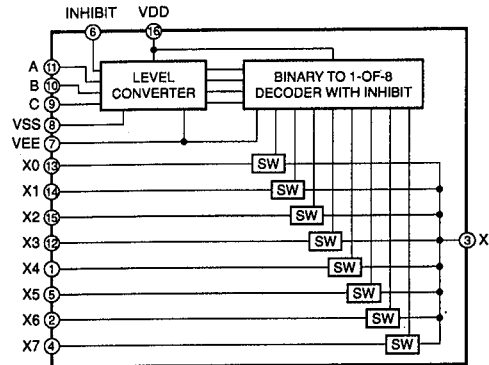 INHIBIT VDD
6 16
A 11
B 10
C 9
LEVEL CONVERTER
BINARY TO 1-OF-8 DECODER WITH INHIBIT
VSS 8
VEE 7
X0 13 SW
X1 14 SW
X2 15 SW
X3 12 SW 3 X
X4 1 SW
X5 5 SW
X6 2 SW
X7 4 SW